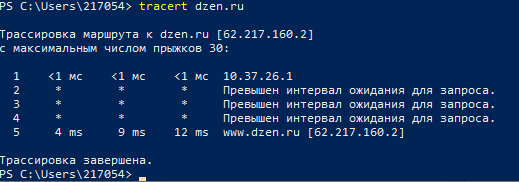 PS C:\Users\217054> tracert dzen.ru
Трассировка маршрута к dzen.ru [62.217.160.2]
с максимальным числом прыжков 30:
1 <1 мс <1 мс <1 мс 10.37.26.1
2 * * * Превышен интервал ожидания для запроса.
3 * * * Превышен интервал ожидания для запроса.
4 * * * Превышен интервал ожидания для запроса.
5 4 ms 9 ms 12 ms www.dzen.ru [62.217.160.2]
Трассировка завершена.
PS C:\Users\217054> _